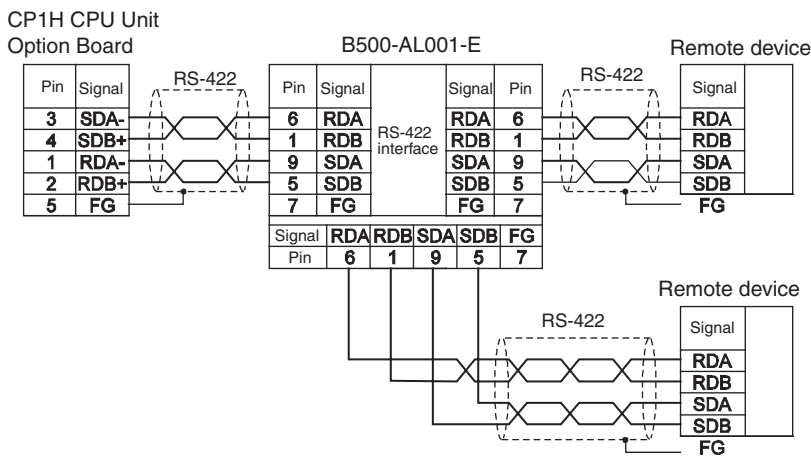 CP1H CPU Unit
Option Board
B500-AL001-E
Remote device
Pin Signal
RS-422
Pin Signal
Signal Pin
RS-422
Signal
3 SDA-
4 SDB+
1 RDA-
2 RDB+
5 FG
6 RDA
1 RDB
9 SDA
5 SDB
7 FG
RS-422
interface
RDA 6
RDB 1
SDA 9
SDB 5
FG 7
RDA
RDB
SDA
SDB
FG
Signal RDA RDB SDA SDB FG
Pin 6 1 9 5 7
Remote device
RS-422
Signal
RDA
RDB
SDA
SDB
FG